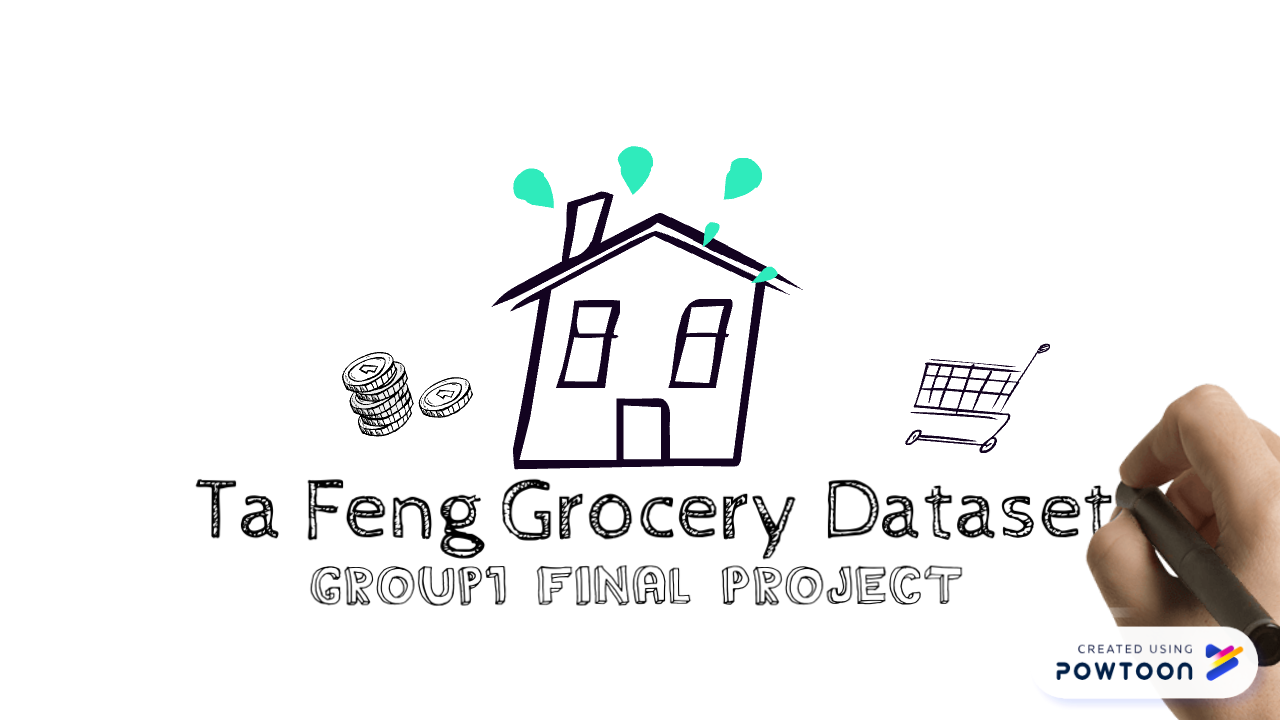 Ta Feng Grocery Dataset
GROUP1 FINAL PROJECT
CREATED USING
POWTOON